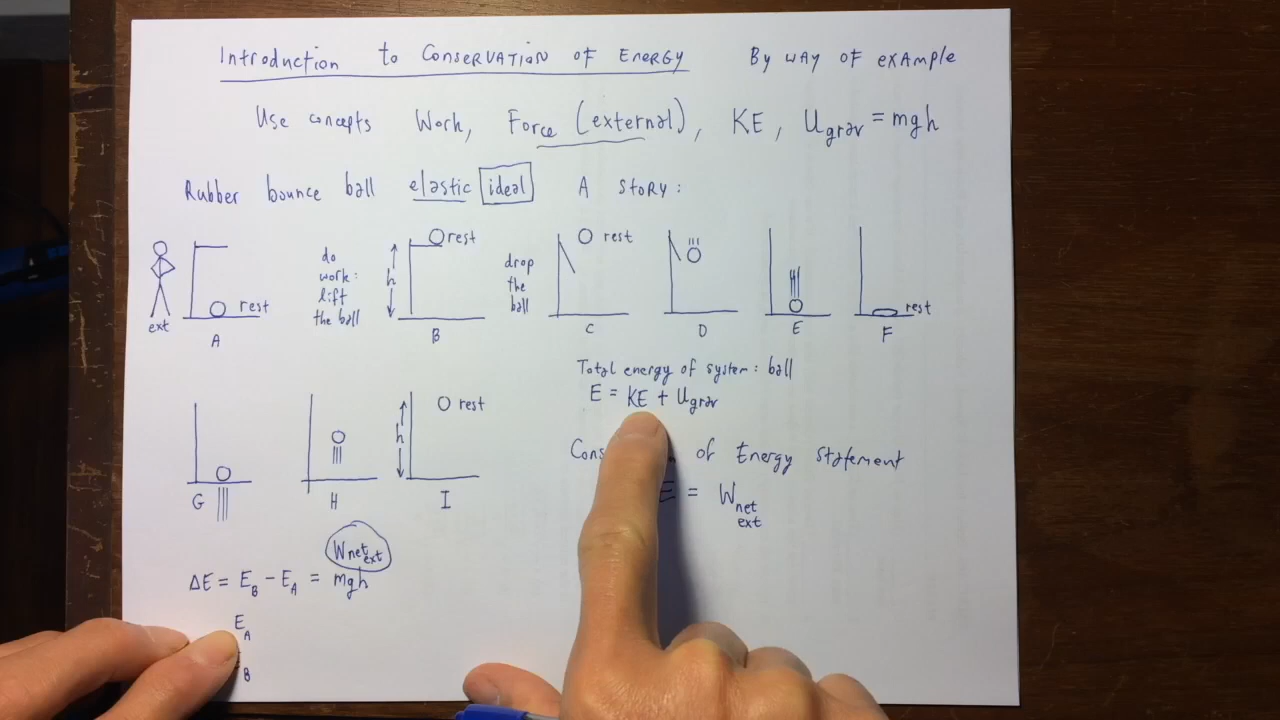 Introduction to Conservation of Energy By way of example
Use concepts Work, Force (external), KE, Ugrav = mgh
Rubber bounce ball elastic ideal A story:
ext
rest
A
do
work:
lift
the ball
h
rest
B
drop
the
ball
rest
C
D
E
rest
F
G
H
h
rest
I
Total energy of system: ball
E = KE + Ugrav
of Energy Statement
E = Wnet ext
Wnet ext
ΔE = EB - EA = mgh
EA
B